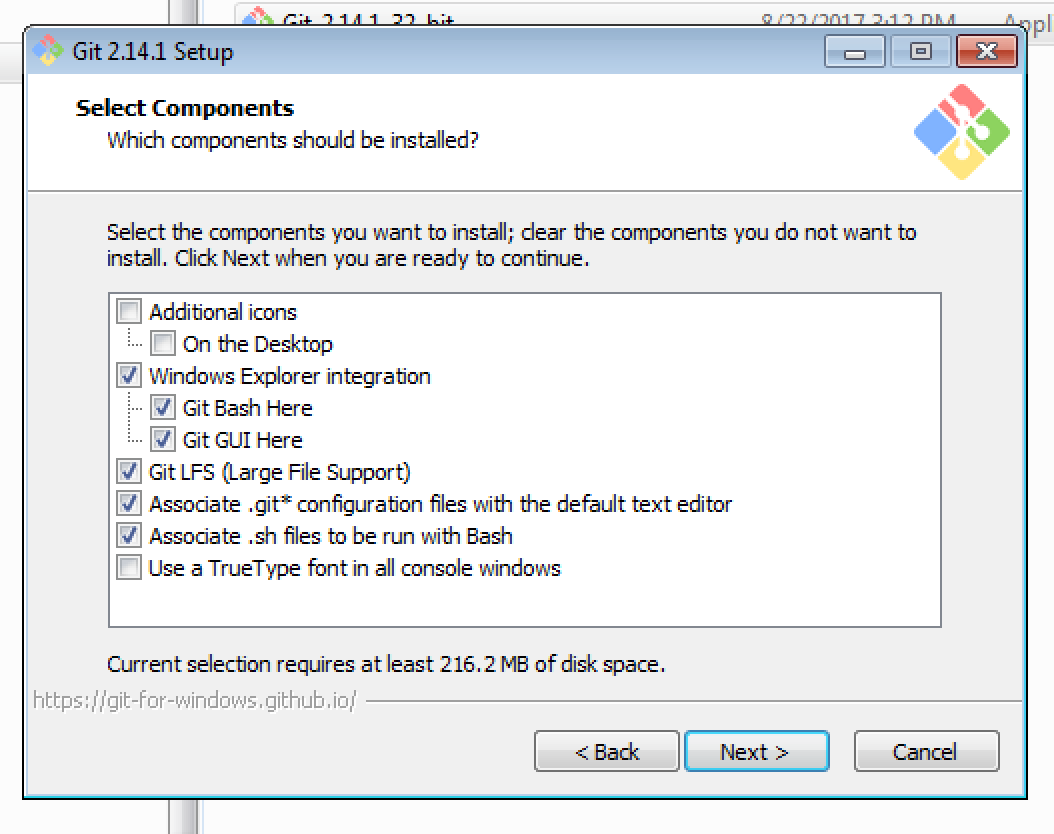 Git 2.14.1 32 bit 8/22/2017 3:12 PM Appli
Git 2.14.1 Setup
Select Components
Which components should be installed?
Select the components you want to install; clear the components you do not want to
install. Click Next when you are ready to continue.
Additional icons
On the Desktop
Windows Explorer integration
Git Bash Here
Git GUI Here
Git LFS (Large File Support)
Associate .git* configuration files with the default text editor
Associate .sh files to be run with Bash
Use a TrueType font in all console windows
Current selection requires at least 216.2 MB of disk space.
https://git-for-windows.github.io/
< Back
Next >
Cancel